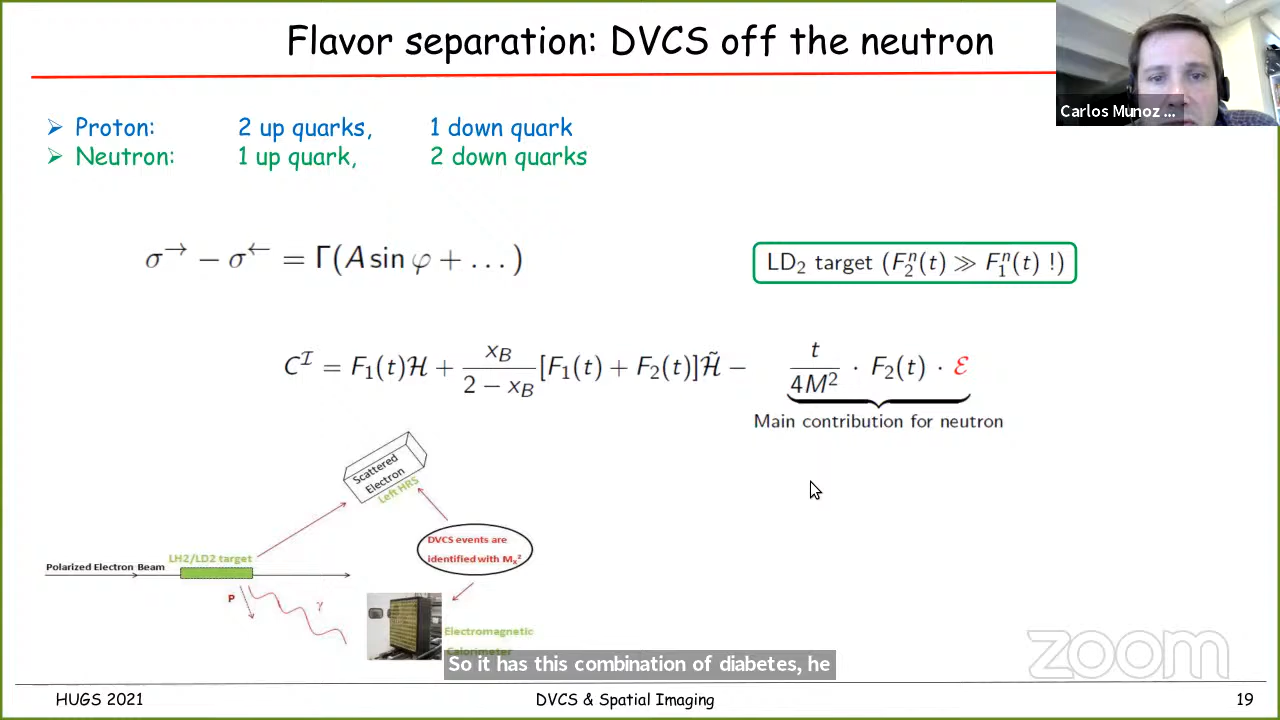 Flavor separation: DVCS off the neutron
Carlos Munoz ...
➢ Proton: 2 up quarks, 1 down quark
➢ Neutron: 1 up quark, 2 down quarks
σ→ − σ← = Γ(A sin φ + ...)
LD₂ target (F₂ⁿ(t) ≫ F₁ⁿ(t) !)
C^ℐ = F₁(t)ℋ + x_B/(2 − x_B) [F₁(t) + F₂(t)]ℋ̃ − t/(4M²) · F₂(t) · ℰ
Main contribution for neutron
Scattered
Electron
Left HRS
DVCS events are
identified with Mₓ²
LH2/LD2 target
Polarized Electron Beam
P
γ
Electromagnetic
Calorimeter
So it has this combination of diabetes, he
zoom
HUGS 2021
DVCS & Spatial Imaging
19